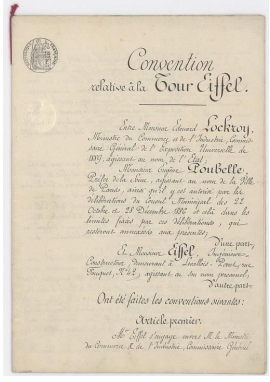 Convention
relative à la Tour Eiffel.
Entre Monsieur Edouard Lockroy,
Ministre du Commerce et de l'Industrie, Commis-
saire Général de l'Exposition Universelle de
1889, agissant au nom de l'Etat,
Monsieur Eugène Poubelle,
Préfet de la Seine, agissant au nom de la Ville
de Paris, ainsi qu'il y est autorisé par les
délibérations du Conseil Municipal des 22
Octobre et 28 Décembre 1886 et cela dans les
limites fixées par ces délibérations, qui
resteront annexées aux présentes;
D'une part,
Et Monsieur Eiffel, Ingénieur
Constructeur, demeurant à Levallois-Perret, rue
Fouquet, N° 42, agissant en son nom personnel,
D'autre part,
Ont été faites les conventions suivantes:
Article premier.
Mr Eiffel s'engage envers M. le Ministre
du Commerce & de l'Industrie, Commissaire Général